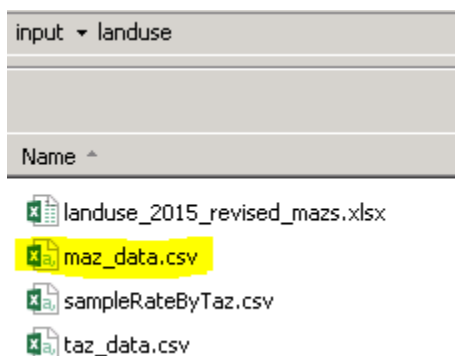 input ▾ landuse
Name
landuse_2015_revised_mazs.xlsx
maz_data.csv
sampleRateByTaz.csv
taz_data.csv